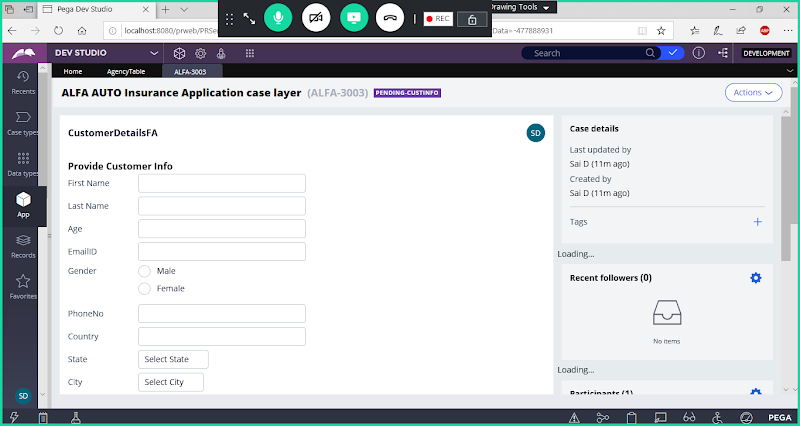 Pega Dev Studio
REC
Drawing Tools
localhost:8080/prweb/PRSer
Data=-477888931
ABP
DEV STUDIO
Search
DEVELOPMENT
Home
AgencyTable
ALFA-3003
Recents
Case types
Data types
App
Records
Favorites
SD
ALFA AUTO Insurance Application case layer (ALFA-3003) PENDING-CUSTINFO
Actions
CustomerDetailsFA
SD
Provide Customer Info
First Name
Last Name
Age
EmailID
Gender
Male
Female
PhoneNo
Country
State
Select State
City
Select City
Case details
Last updated by
Sai D (11m ago)
Created by
Sai D (11m ago)
Tags
Loading...
Recent followers (0)
No items
Loading...
Participants (1)
PEGA